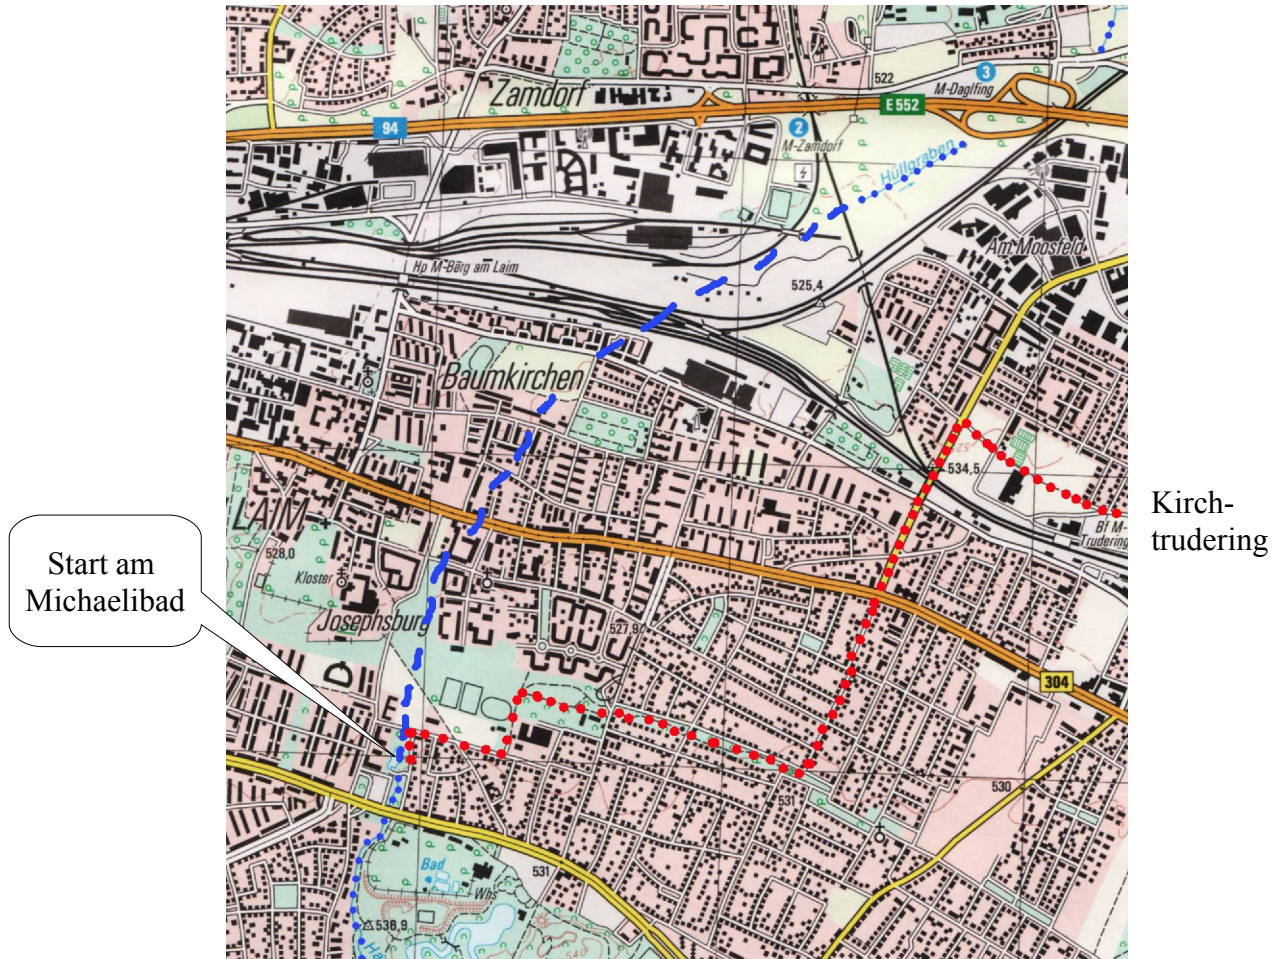 Zamdorf
522
3
M-Daglfing
E 552
94
2
M-Zamdorf
Hüllgraben
Am Moosfeld
Hp M-Berg am Laim
525,4
Baumkirchen
534,5
Kirch-
trudering
Bf M-
Trudering
LAIM
528,0
Kloster
Start am
Michaelibad
Josephsburg
527,9
304
531
530
531
Bad
Whs
538,9
540